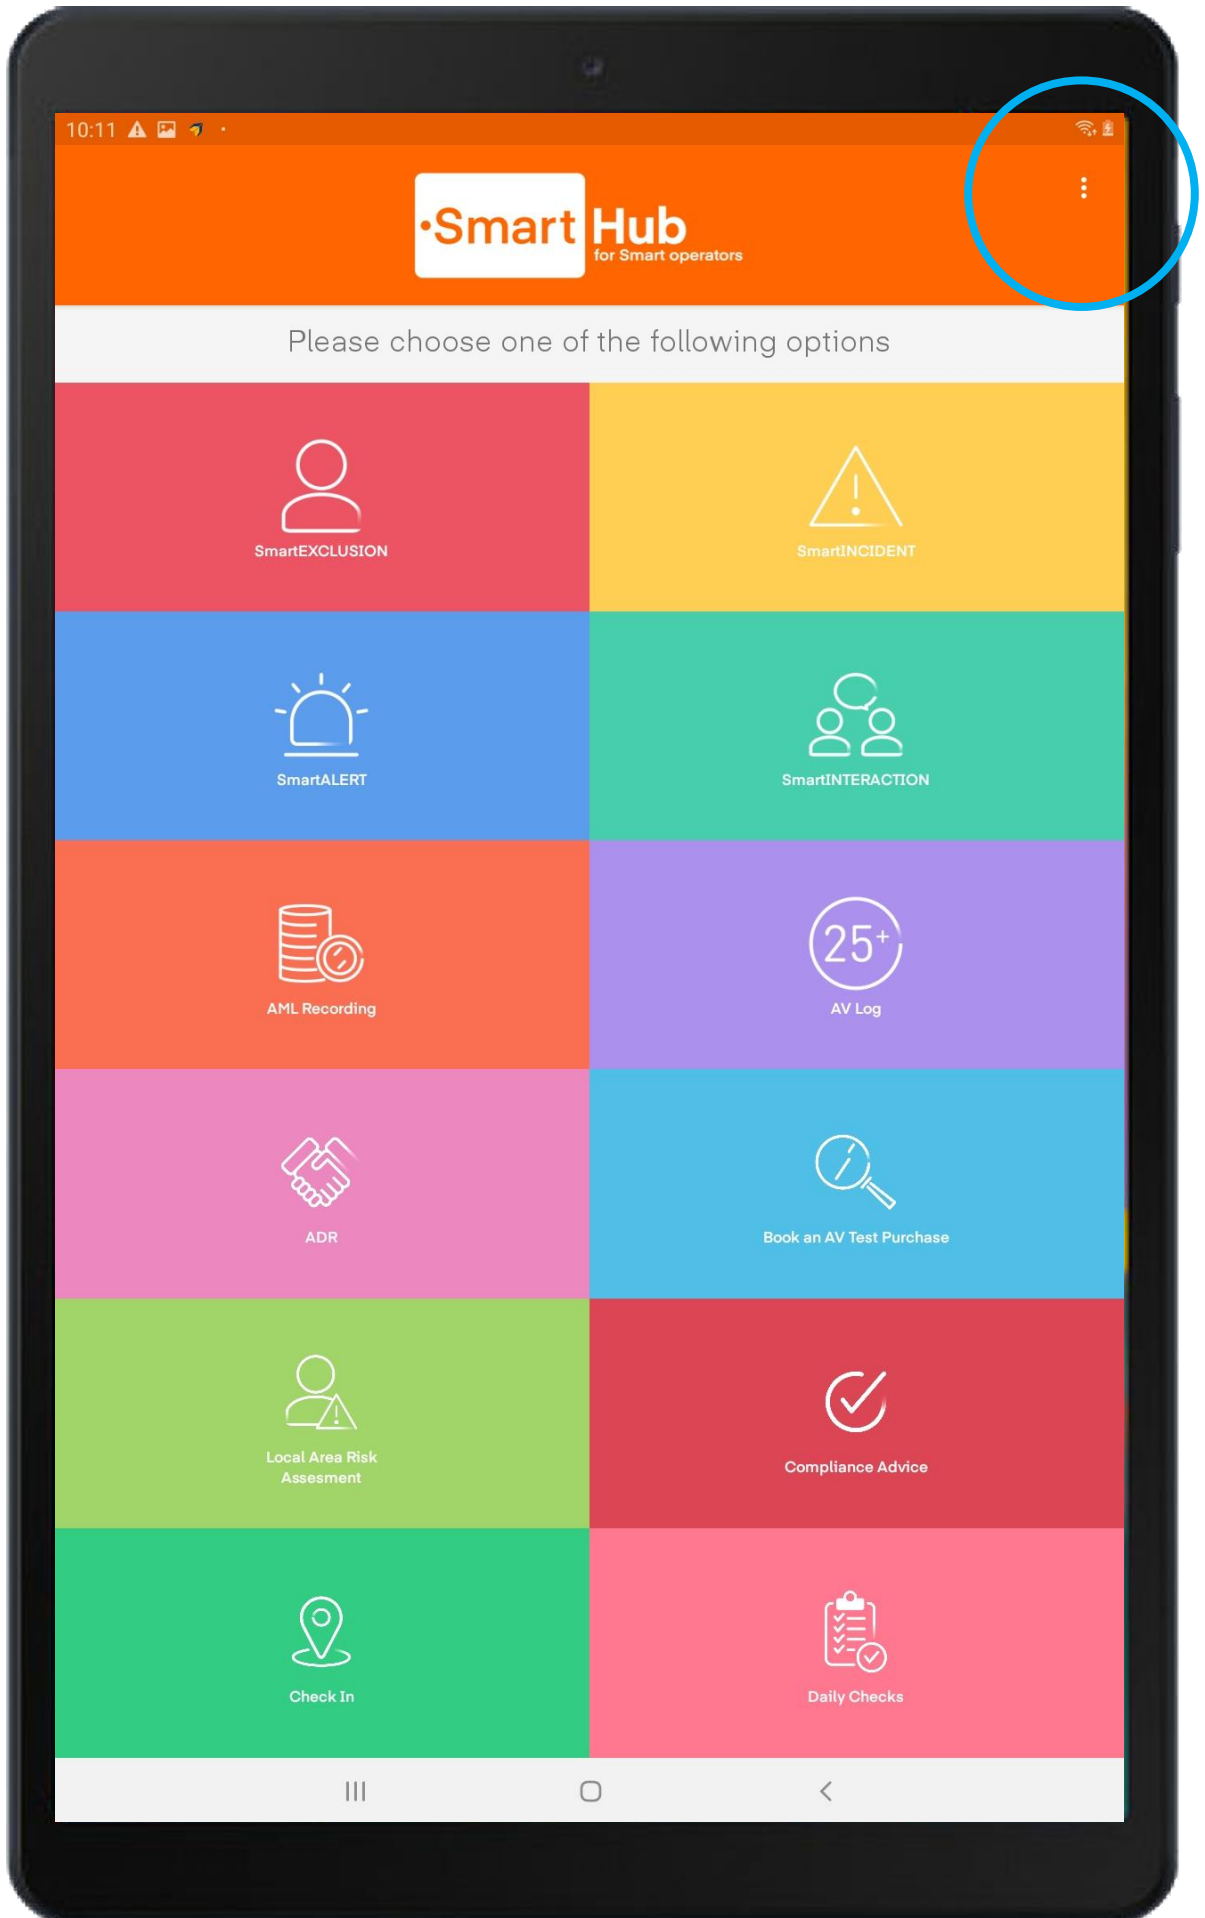 10:11
·Smart Hub
for Smart operators
Please choose one of the following options
SmartEXCLUSION
SmartINCIDENT
SmartALERT
SmartINTERACTION
AML Recording
25+
AV Log
ADR
Book an AV Test Purchase
Local Area Risk
Assesment
Compliance Advice
Check In
Daily Checks